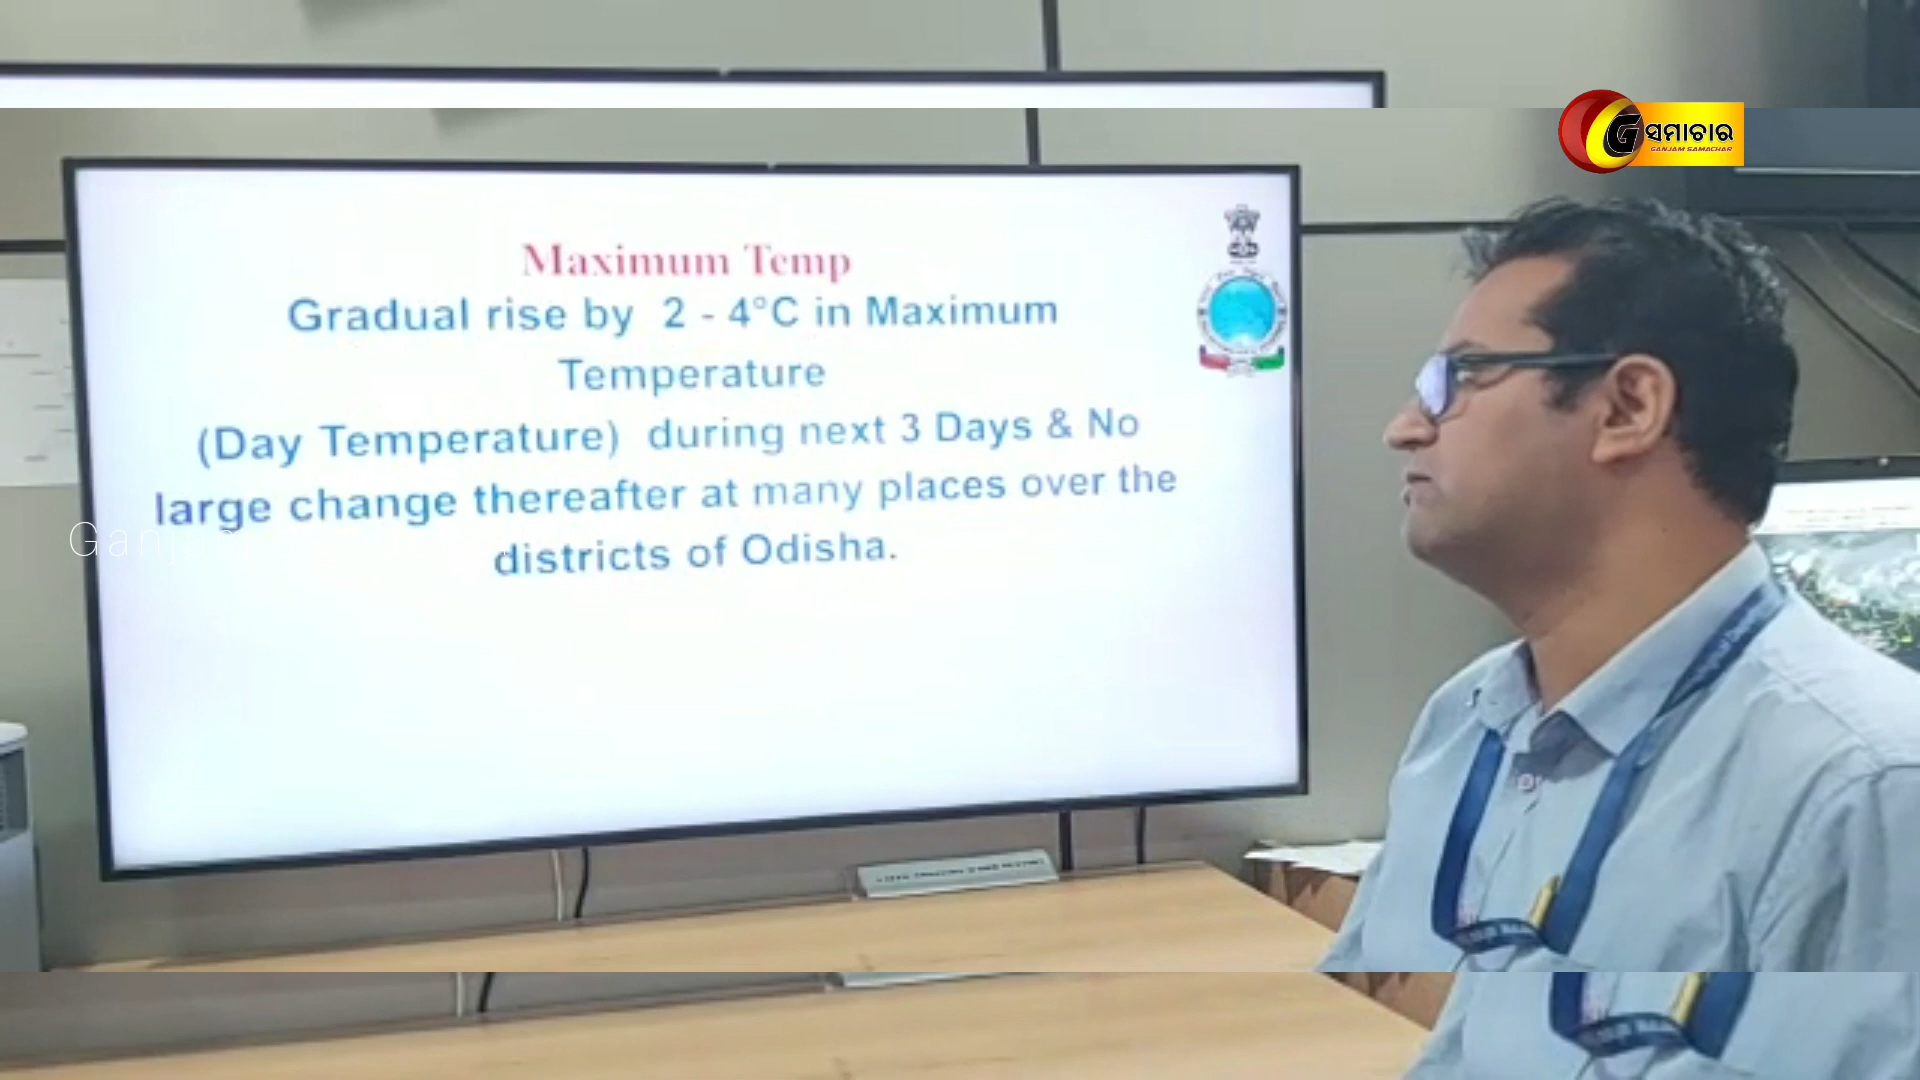 G ସମାଚାର
GANJAM SAMACHAR
Maximum Temp
Gradual rise by 2 - 4°C in Maximum
Temperature
(Day Temperature) during next 3 Days & No
large change thereafter at many places over the
districts of Odisha.
Ganjam